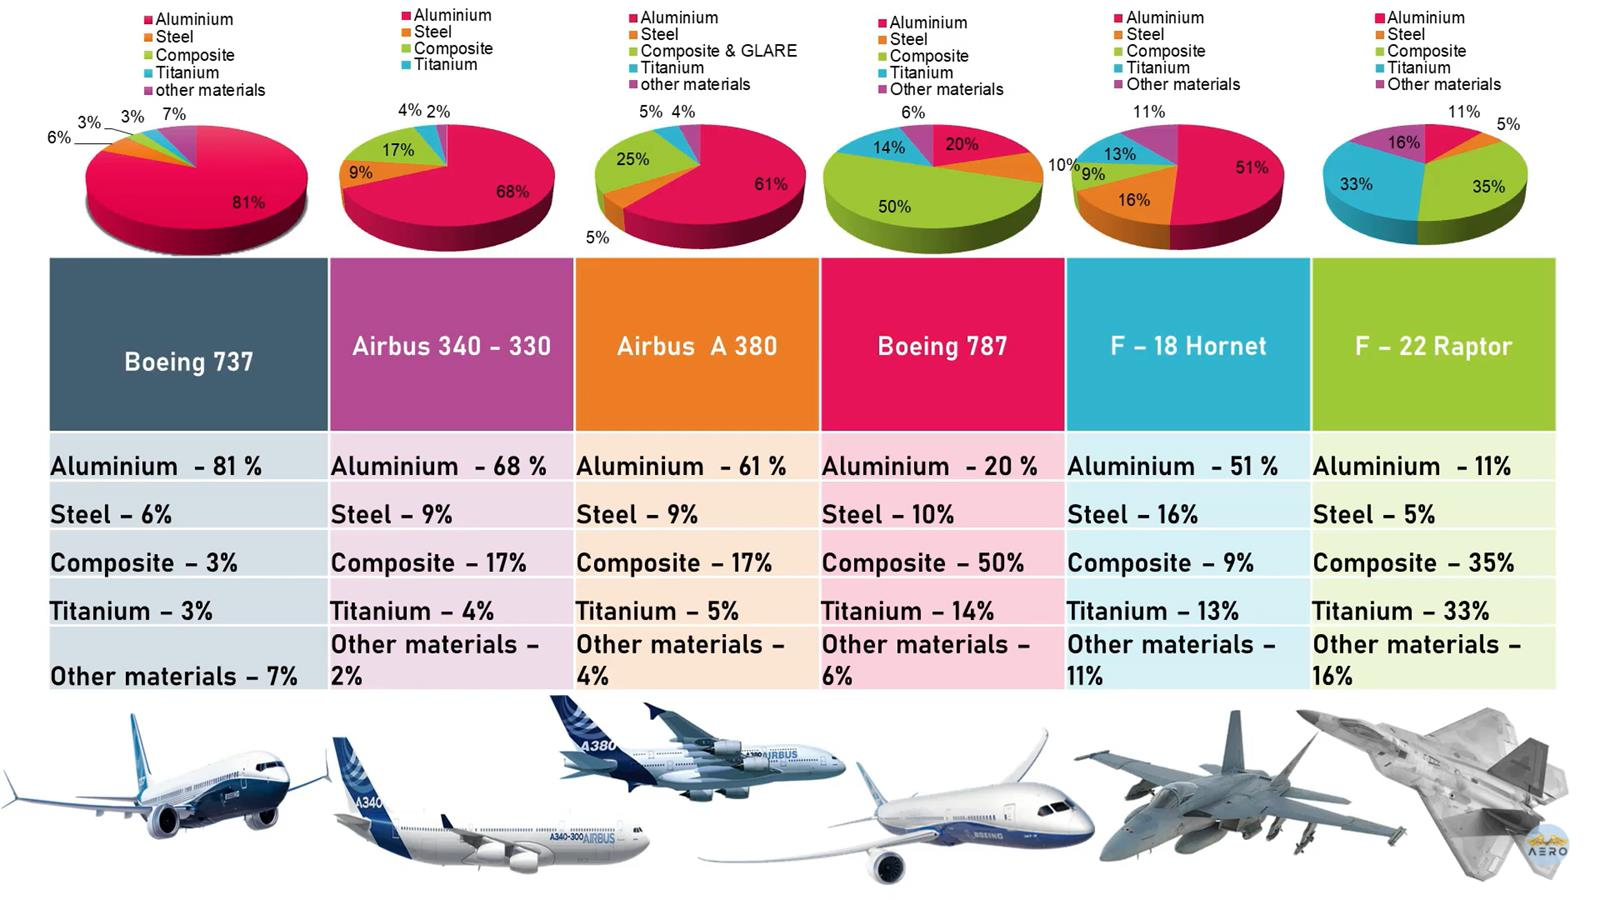 Aluminium
Steel
Composite
Titanium
other materials
3%
3%
7%
6%
81%
Aluminium
Steel
Composite
Titanium
4%
2%
17%
9%
68%
Aluminium
Steel
Composite & GLARE
Titanium
other materials
5%
4%
25%
61%
5%
Aluminium
Steel
Composite
Titanium
Other materials
6%
14%
20%
10%
50%
Aluminium
Steel
Composite
Titanium
Other materials
11%
13%
51%
9%
16%
Aluminium
Steel
Composite
Titanium
Other materials
11%
5%
16%
33%
35%
Boeing 737
Airbus 340 - 330
Airbus A 380
Boeing 787
F – 18 Hornet
F – 22 Raptor
Aluminium - 81 %
Aluminium - 68 %
Aluminium - 61 %
Aluminium - 20 %
Aluminium - 51 %
Aluminium - 11%
Steel – 6%
Steel – 9%
Steel – 9%
Steel – 10%
Steel – 16%
Steel – 5%
Composite – 3%
Composite – 17%
Composite – 17%
Composite – 50%
Composite – 9%
Composite – 35%
Titanium – 3%
Titanium – 4%
Titanium – 5%
Titanium – 14%
Titanium – 13%
Titanium – 33%
Other materials – 7%
Other materials –
2%
Other materials –
4%
Other materials –
6%
Other materials –
11%
Other materials –
16%
BOEING
A340
A340-300 AIRBUS
A380
A380 AIRBUS
BOEING
AERO